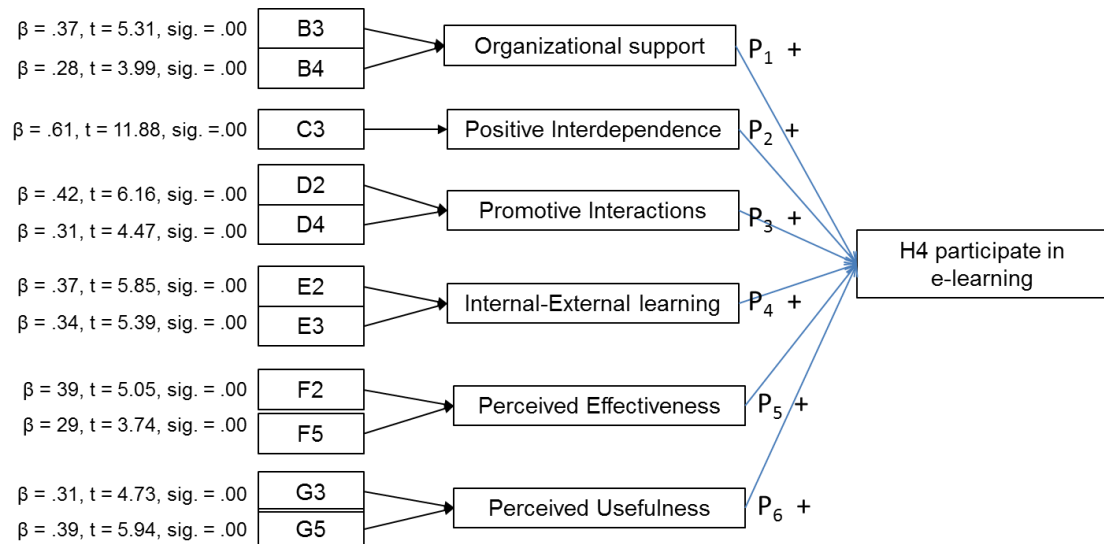 β = .37, t = 5.31, sig. = .00
B3
Organizational support
P1 +
β = .28, t = 3.99, sig. = .00
B4
β = .61, t = 11.88, sig. =.00
C3
Positive Interdependence
P2 +
β = .42, t = 6.16, sig. = .00
D2
Promotive Interactions
P3 +
β = .31, t = 4.47, sig. = .00
D4
H4 participate in
e-learning
β = .37, t = 5.85, sig. = .00
E2
Internal-External learning
P4 +
β = .34, t = 5.39, sig. = .00
E3
β = 39, t = 5.05, sig. = .00
F2
Perceived Effectiveness
P5 +
β = 29, t = 3.74, sig. = .00
F5
β = .31, t = 4.73, sig. = .00
G3
Perceived Usefulness
P6 +
β = .39, t = 5.94, sig. = .00
G5